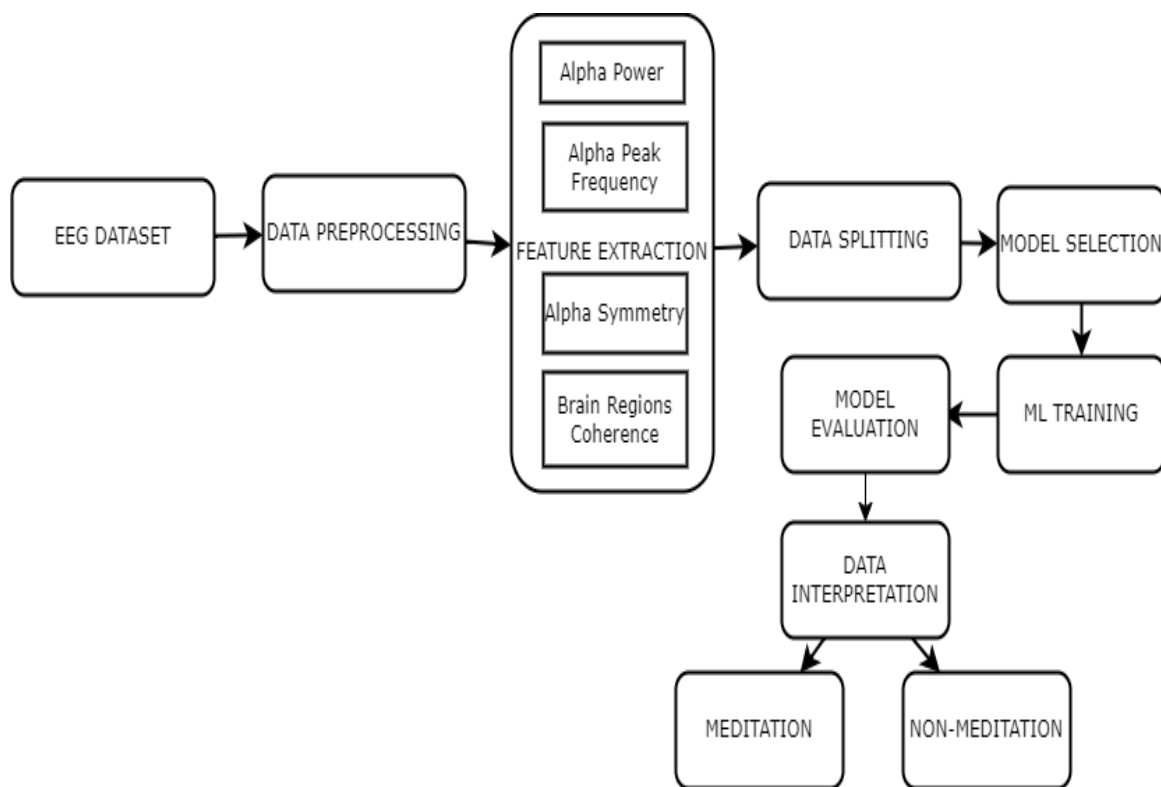 EEG DATASET
DATA PREPROCESSING
Alpha Power
Alpha Peak
Frequency
FEATURE EXTRACTION
Alpha Symmetry
Brain Regions
Coherence
DATA SPLITTING
MODEL SELECTION
ML TRAINING
MODEL
EVALUATION
DATA
INTERPRETATION
MEDITATION
NON-MEDITATION